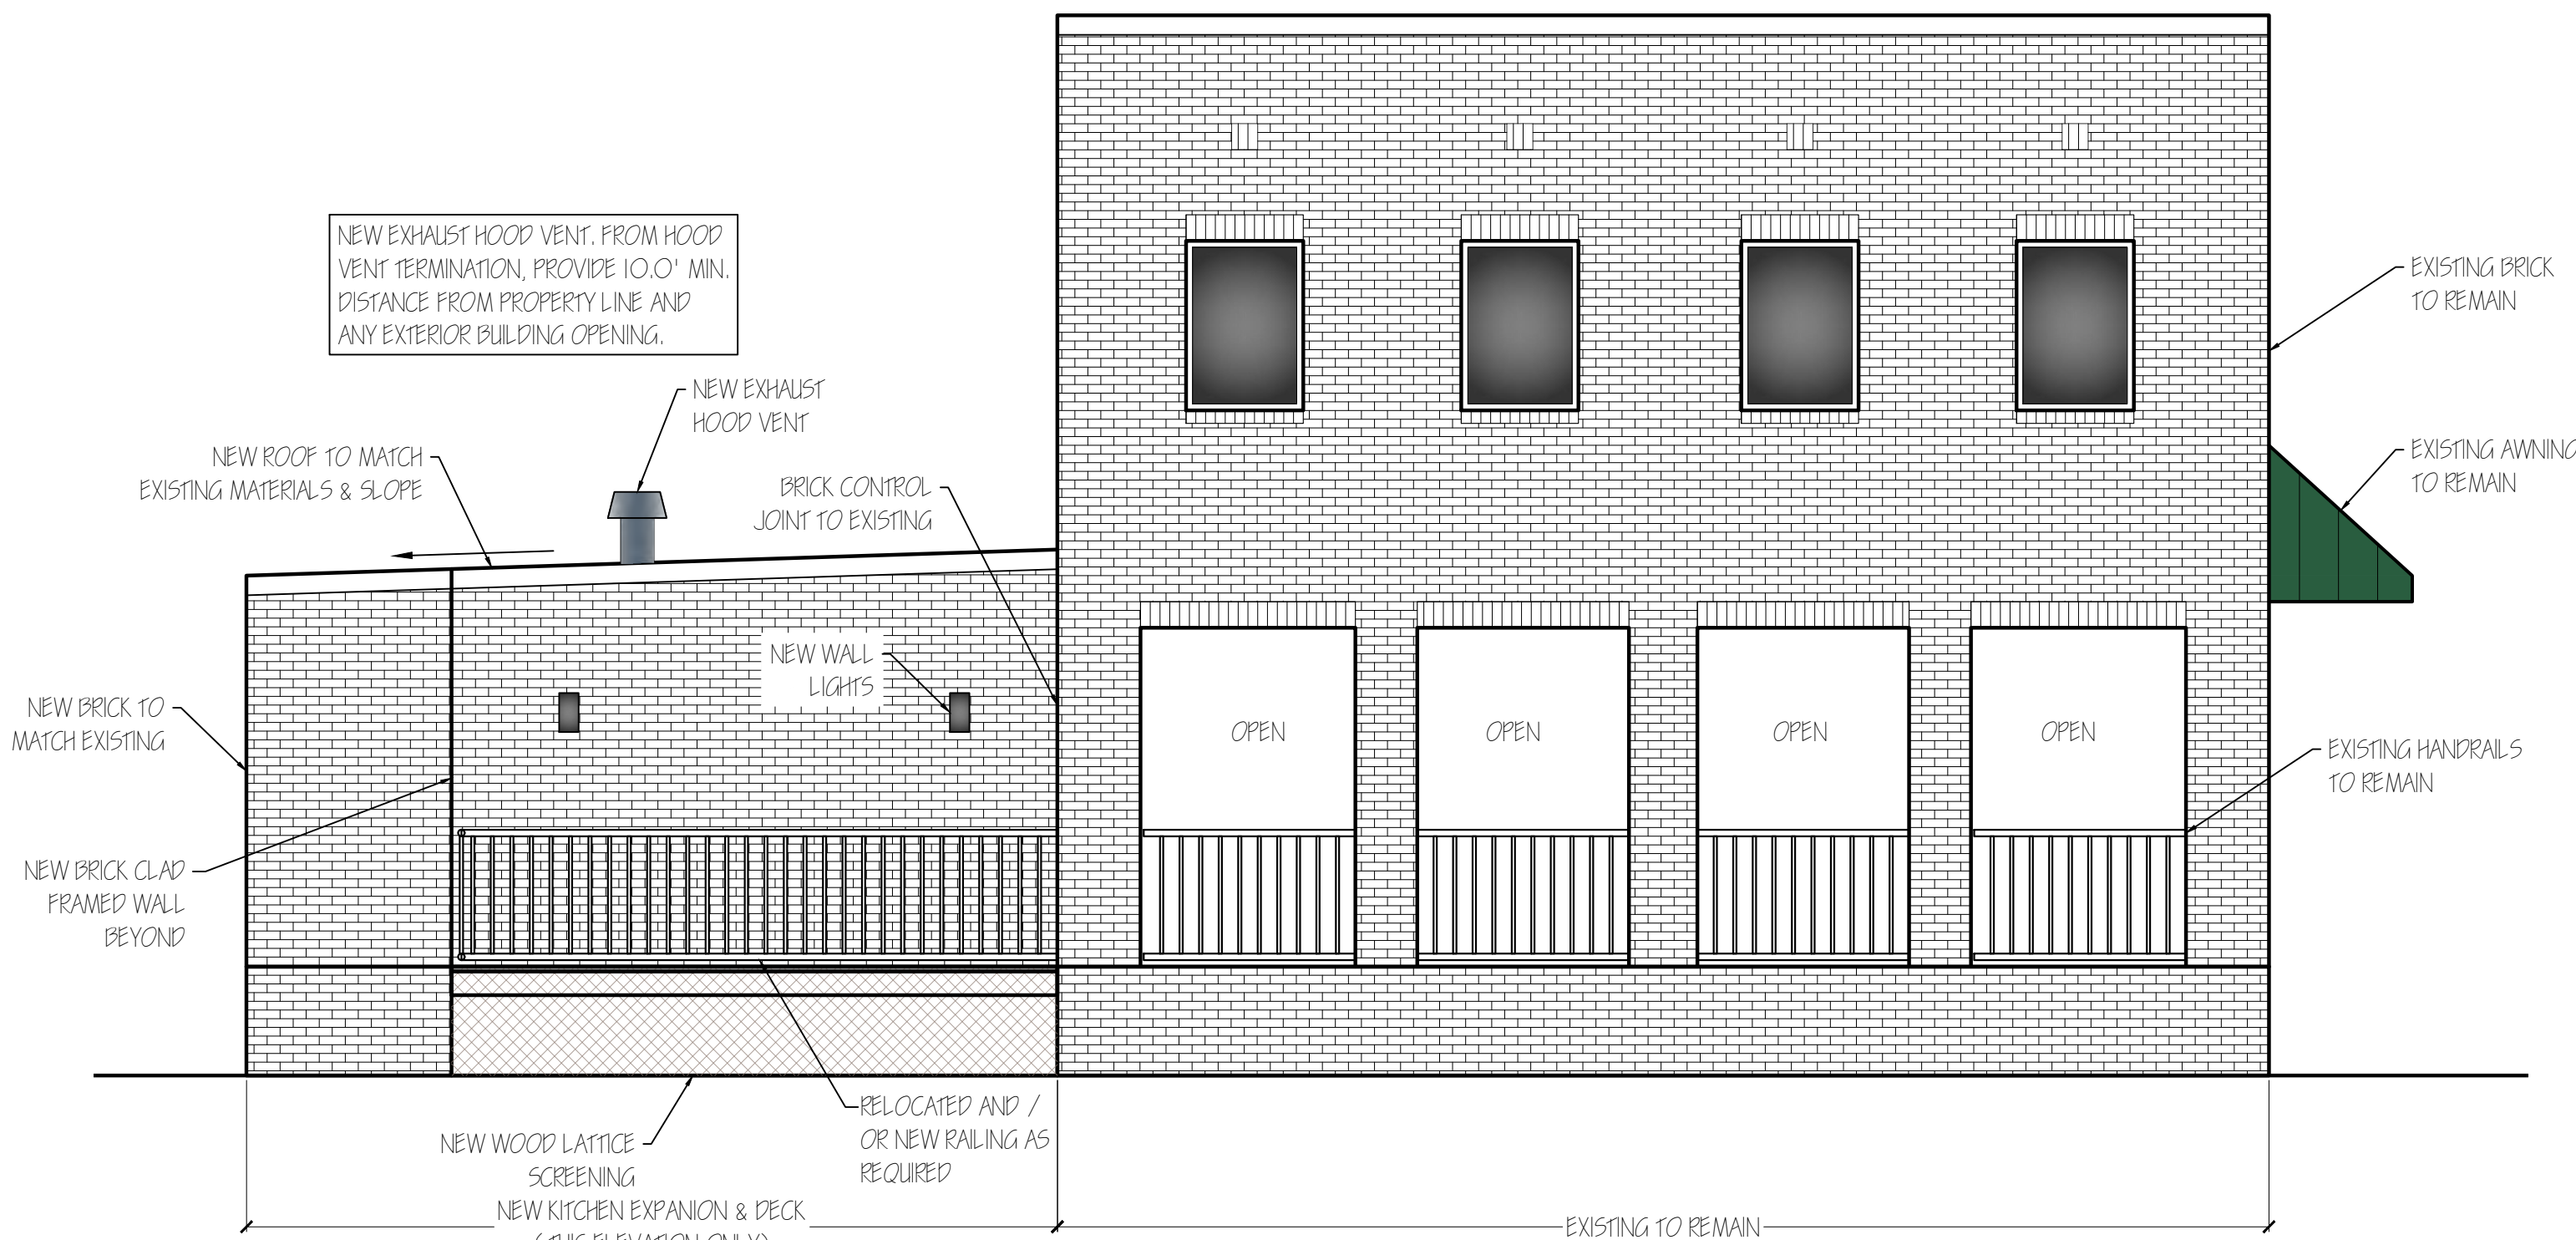 NEW EXHAUST HOOD VENT. FROM HOOD
VENT TERMINATION, PROVIDE 10.0' MIN.
DISTANCE FROM PROPERTY LINE AND
ANY EXTERIOR BUILDING OPENING.
NEW EXHAUST
HOOD VENT
NEW ROOF TO MATCH
EXISTING MATERIALS & SLOPE
BRICK CONTROL
JOINT TO EXISTING
EXISTING BRICK
TO REMAIN
EXISTING AWNING
TO REMAIN
NEW WALL
LIGHTS
NEW BRICK TO
MATCH EXISTING
OPEN
OPEN
OPEN
OPEN
EXISTING HANDRAILS
TO REMAIN
NEW BRICK CLAD
FRAMED WALL
BEYOND
RELOCATED AND /
OR NEW RAILING AS
REQUIRED
NEW WOOD LATTICE
SCREENING
NEW KITCHEN EXPANION & DECK
(THIS ELEVATION ONLY)
EXISTING TO REMAIN